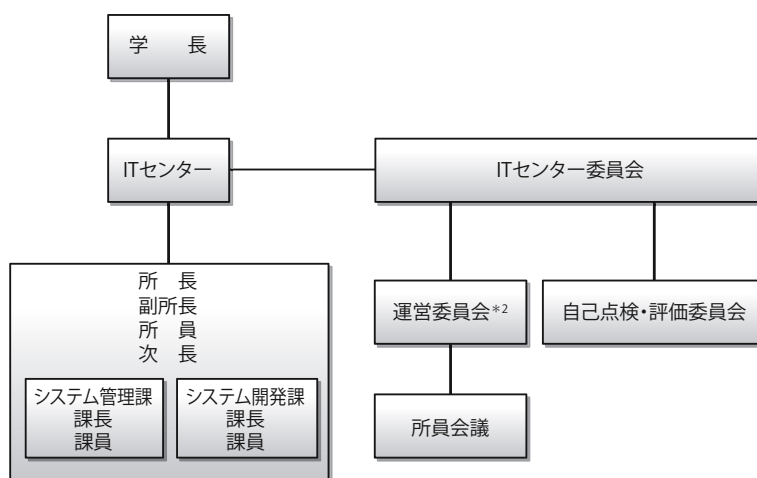 学　長
ITセンター
ITセンター委員会
所　長
副所長
所　員
次　長
システム管理課
課長
課員
システム開発課
課長
課員
運営委員会*2
自己点検・評価委員会
所員会議